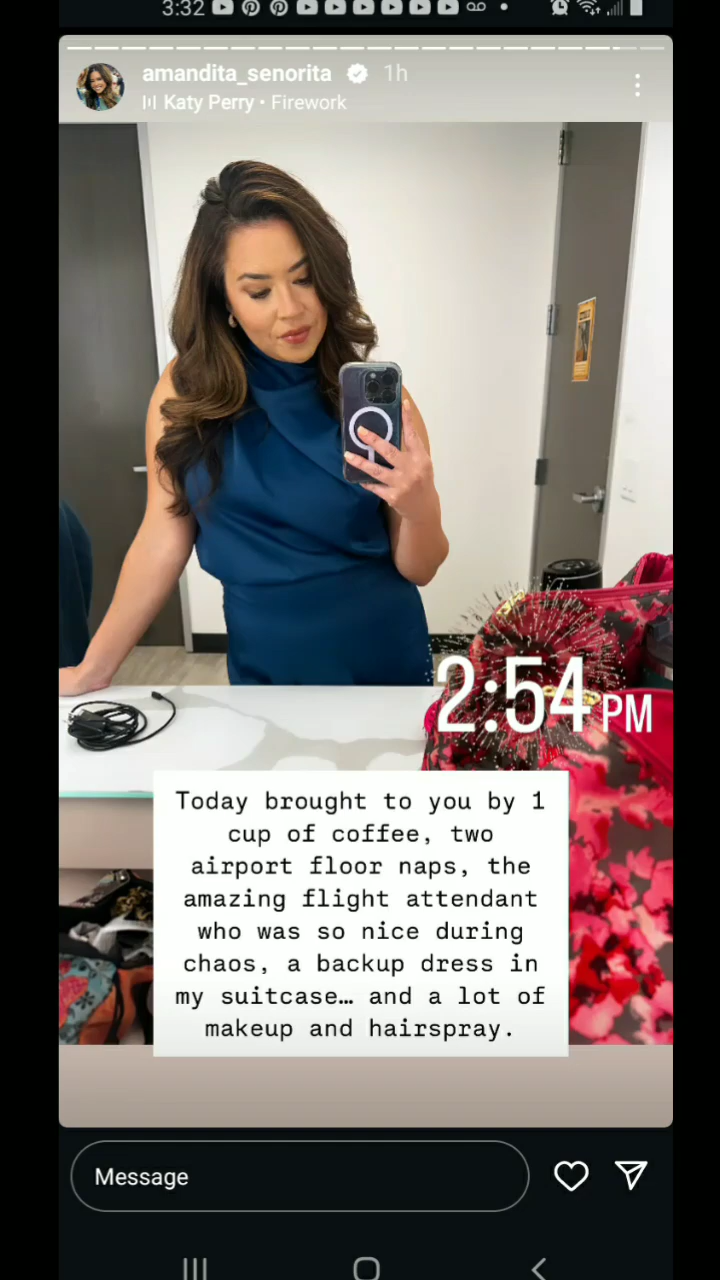 3:32
amandita_senorita 1h
Katy Perry • Firework
2:54 PM
Today brought to you by 1
cup of coffee, two
airport floor naps, the
amazing flight attendant
who was so nice during
chaos, a backup dress in
my suitcase… and a lot of
makeup and hairspray.
Message